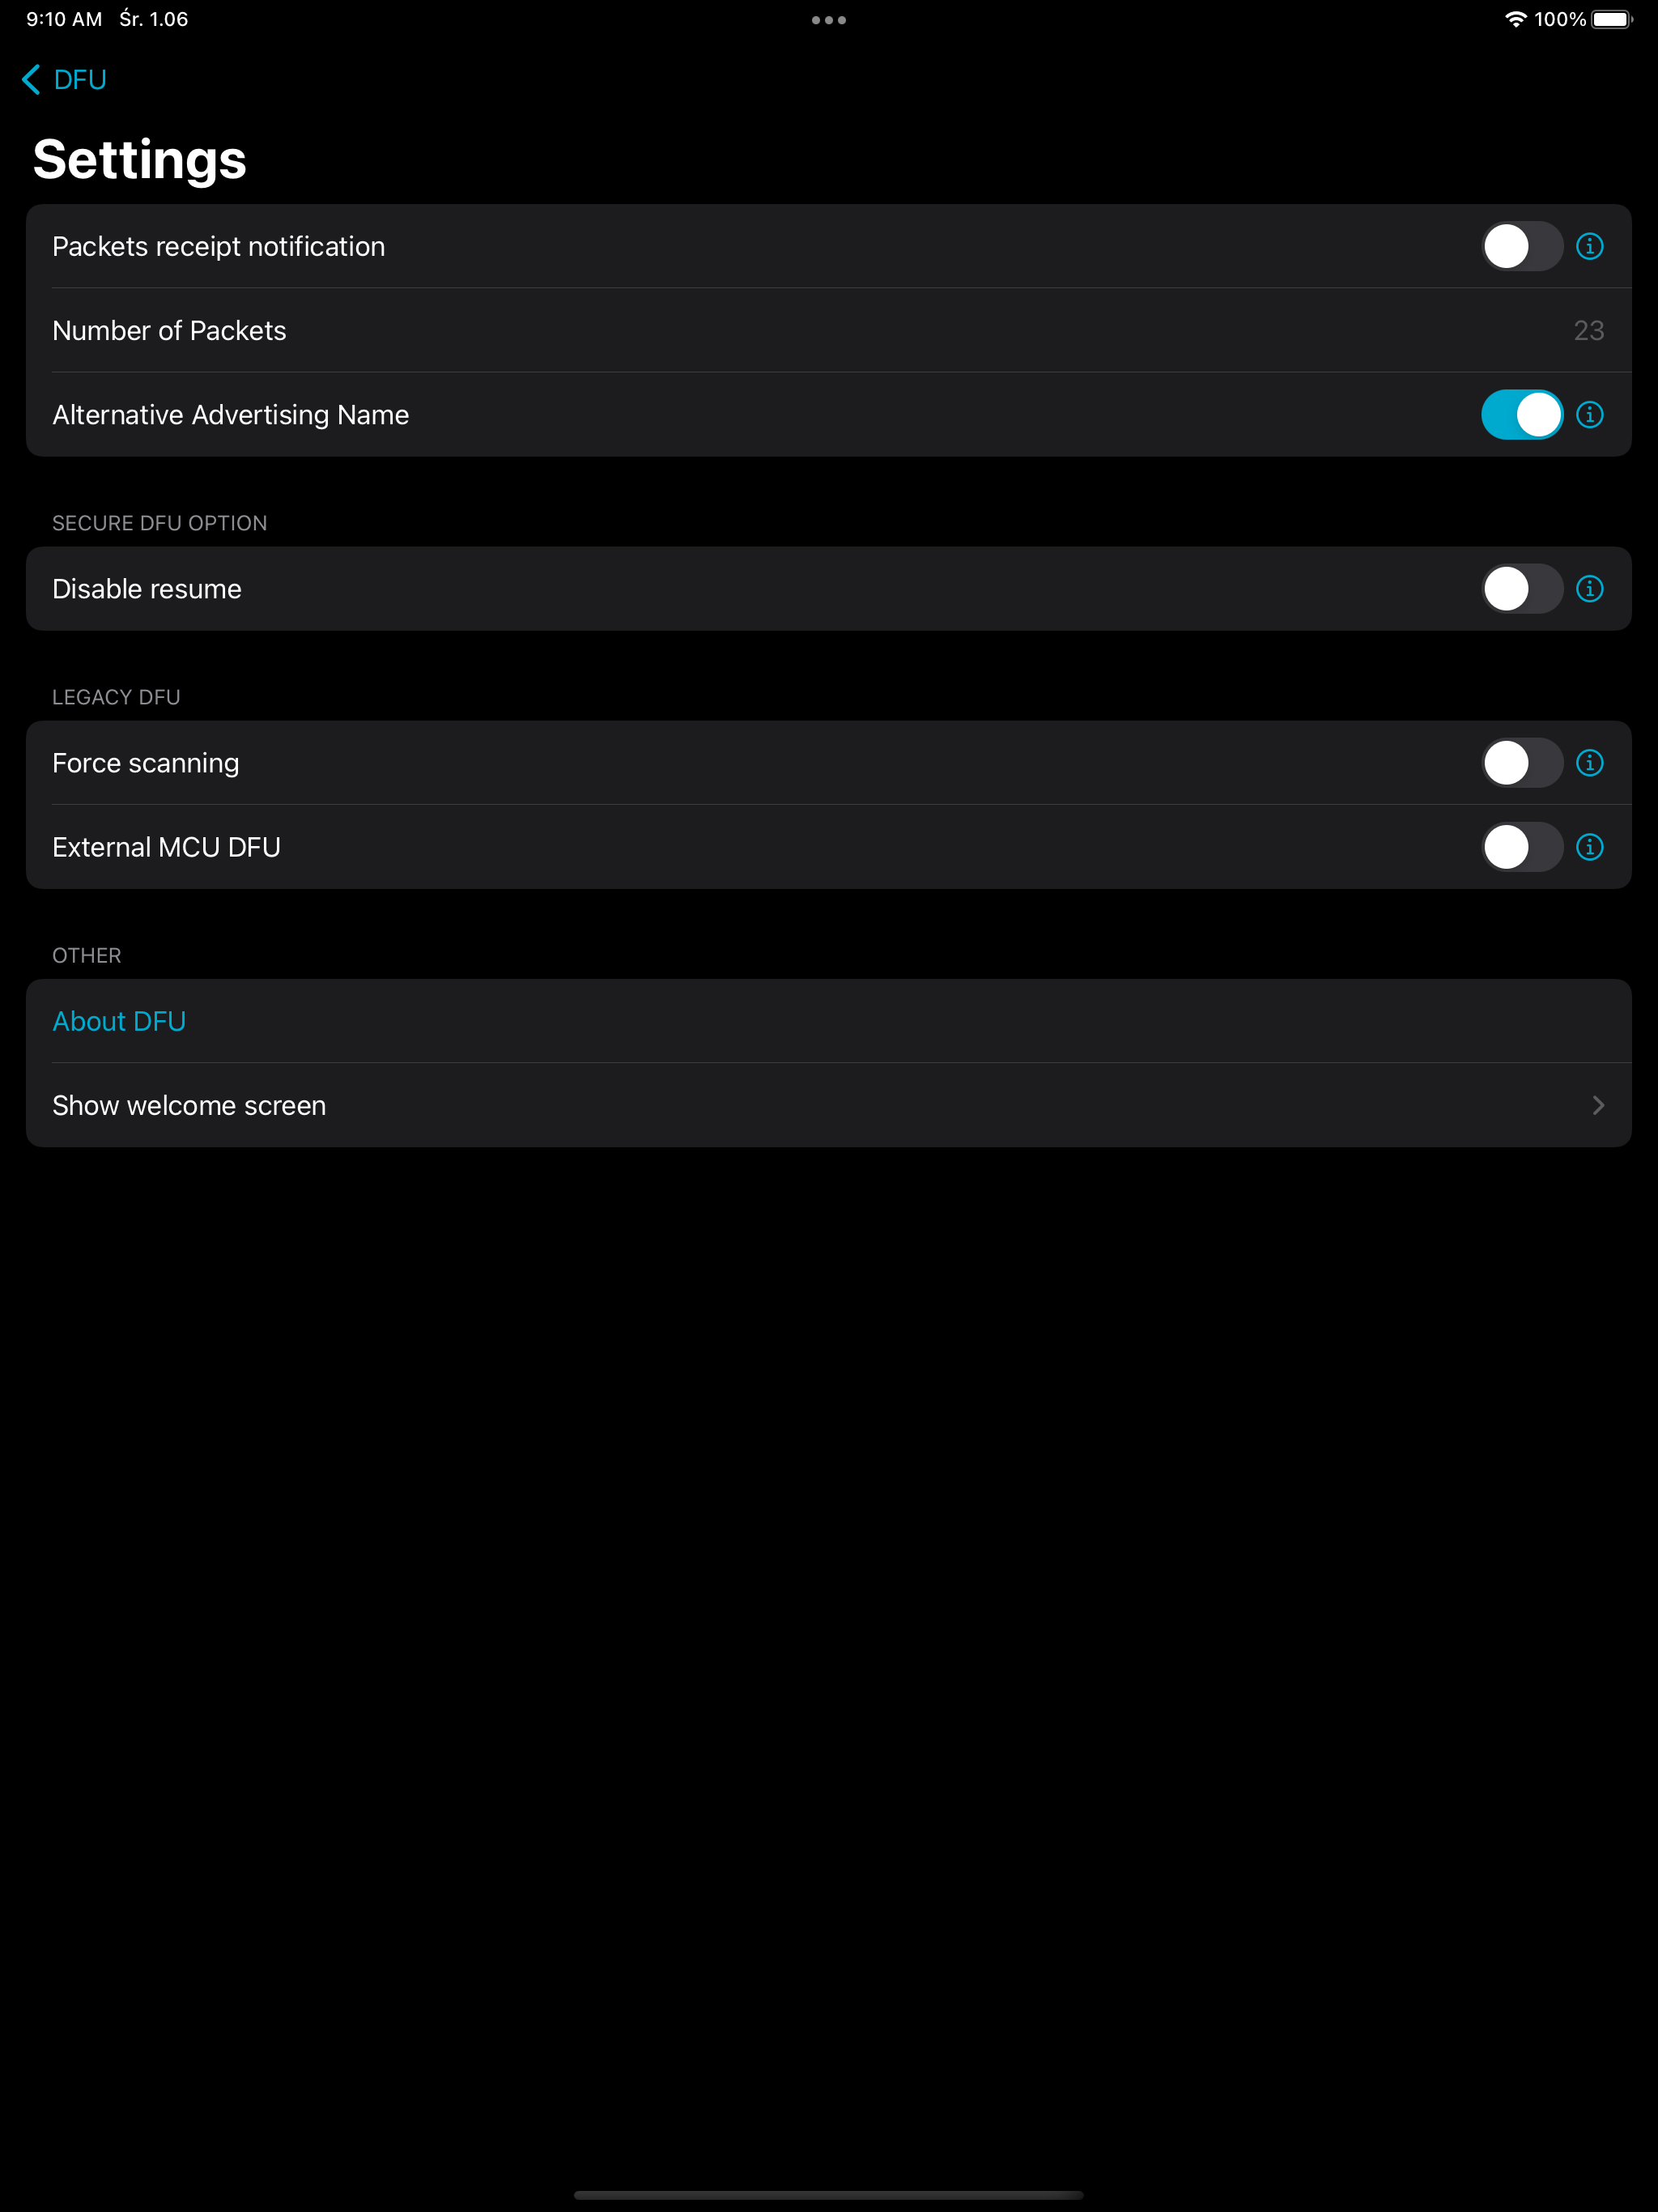 9:10 AM Śr. 1.06 100%
DFU
Settings
Packets receipt notification
Number of Packets 23
Alternative Advertising Name
SECURE DFU OPTION
Disable resume
LEGACY DFU
Force scanning
External MCU DFU
OTHER
About DFU
Show welcome screen